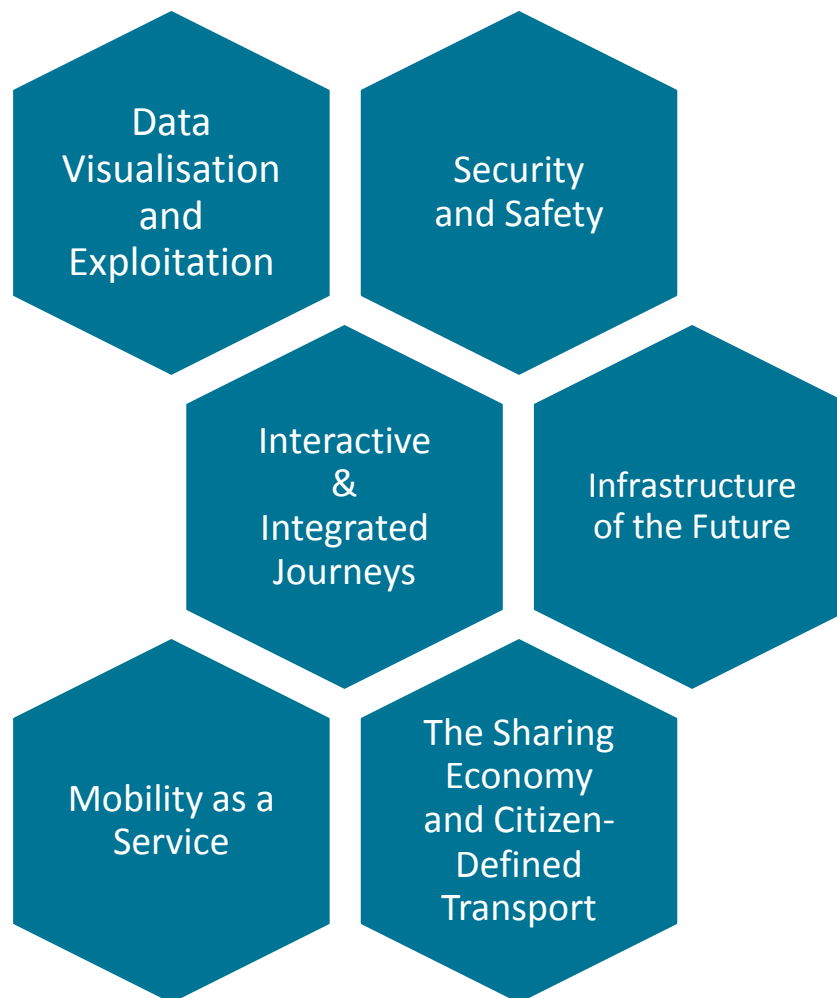 Data
Visualisation
and
Exploitation
Security
and Safety
Interactive
&
Integrated
Journeys
Infrastructure
of the Future
Mobility as a
Service
The Sharing
Economy
and Citizen-
Defined
Transport